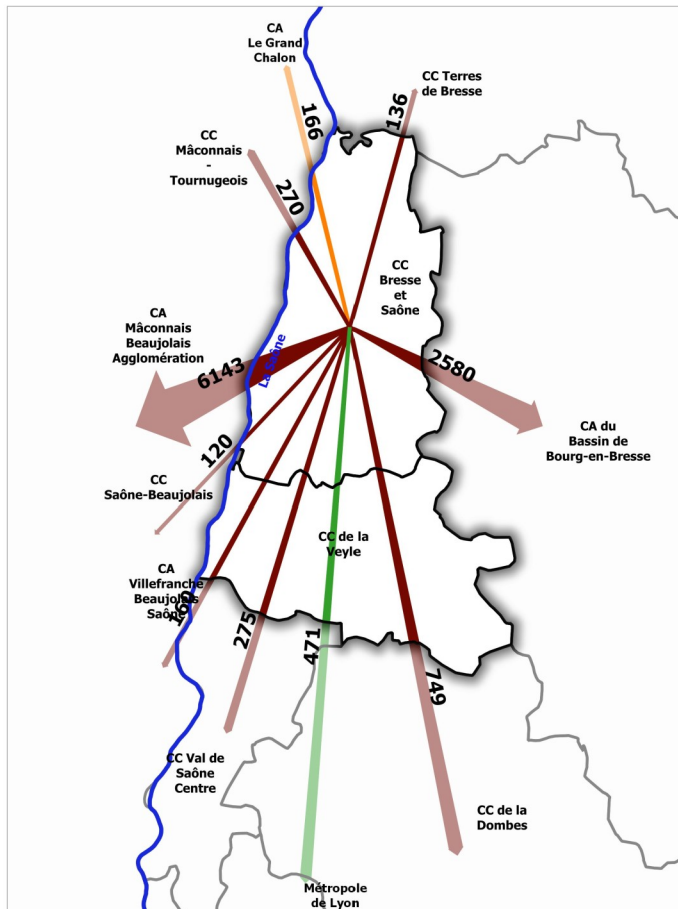 CA
Le Grand
Chalon
CC Terres
de Bresse
136
166
CC
Mâconnais
-
Tournugeois
270
CC
Bresse
et
Saône
CA
Mâconnais
Beaujolais
Agglomération
6143
La Saône
2580
CA du
Bassin de
Bourg-en-Bresse
120
CC
Saône-Beaujolais
CC de la
Veyle
CA
Villefranche
Beaujolais
Saône
160
275
471
749
CC Val de
Saône
Centre
CC de la
Dombes
Métropole
de Lyon